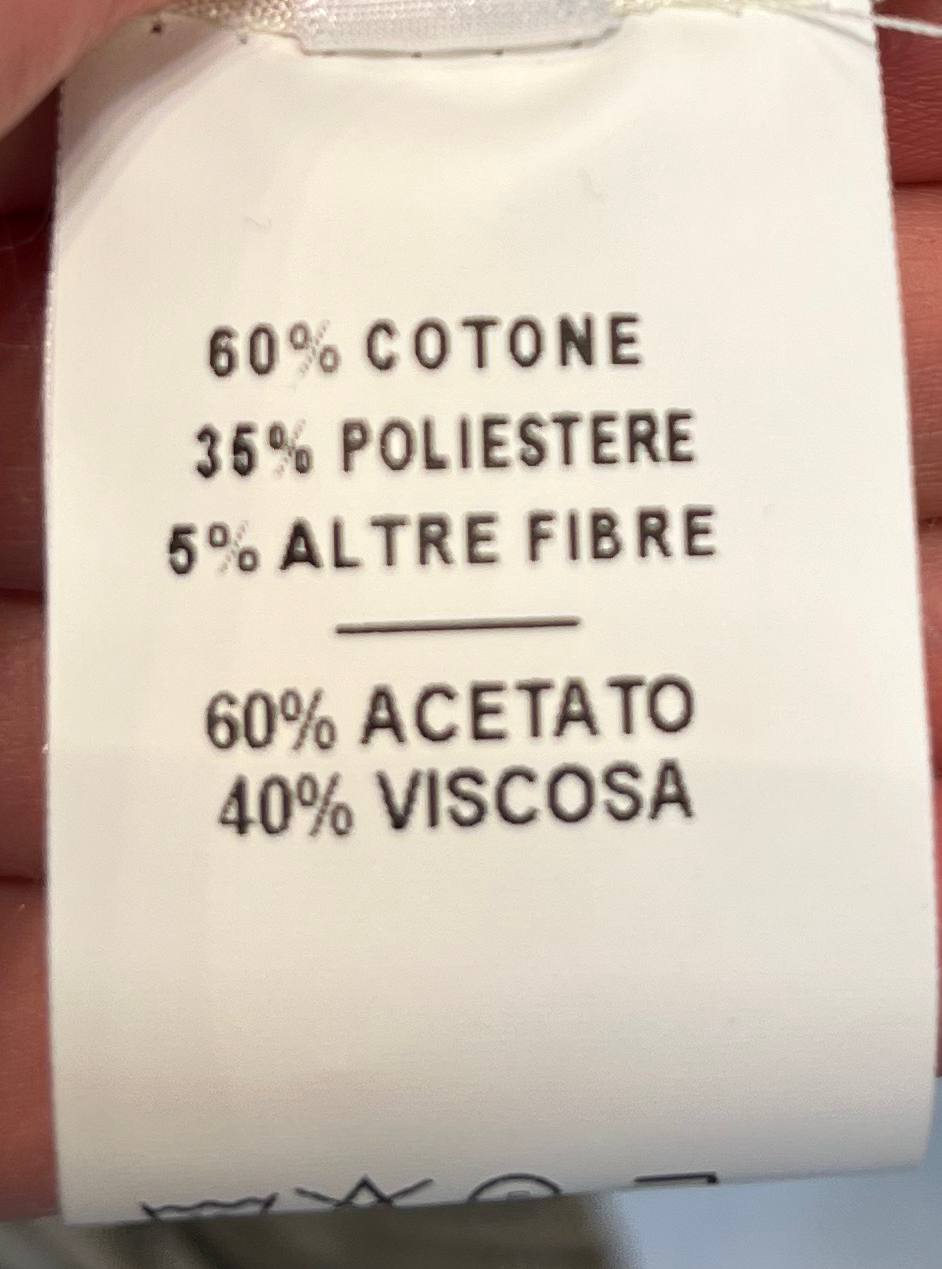 60% COTONE
35% POLIESTERE
5% ALTRE FIBRE
60% ACETATO
40% VISCOSA